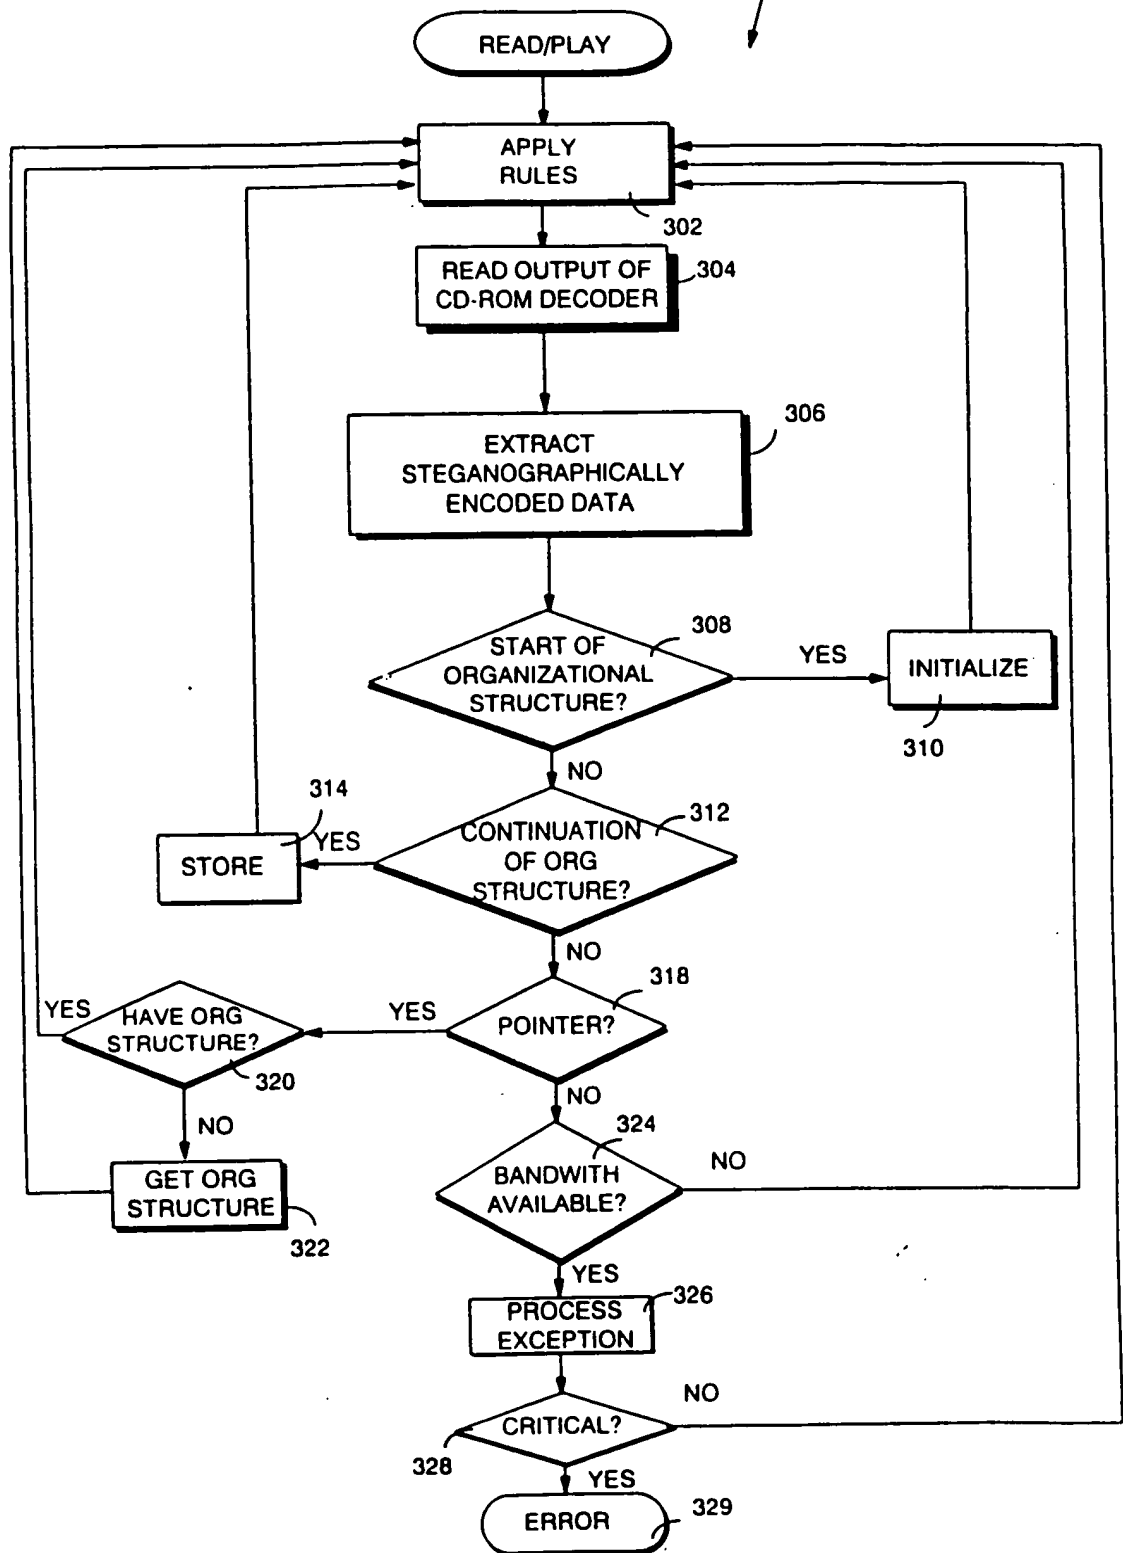 READ/PLAY
APPLY
RULES
302
READ OUTPUT OF
CD-ROM DECODER
304
EXTRACT
STEGANOGRAPHICALLY
ENCODED DATA
306
START OF
ORGANIZATIONAL
STRUCTURE?
308
YES
INITIALIZE
310
NO
CONTINUATION
OF ORG
STRUCTURE?
312
YES
STORE
314
NO
POINTER?
318
YES
HAVE ORG
STRUCTURE?
320
YES
NO
GET ORG
STRUCTURE
322
NO
BANDWITH
AVAILABLE?
324
NO
YES
PROCESS
EXCEPTION
326
CRITICAL?
328
NO
YES
ERROR
329